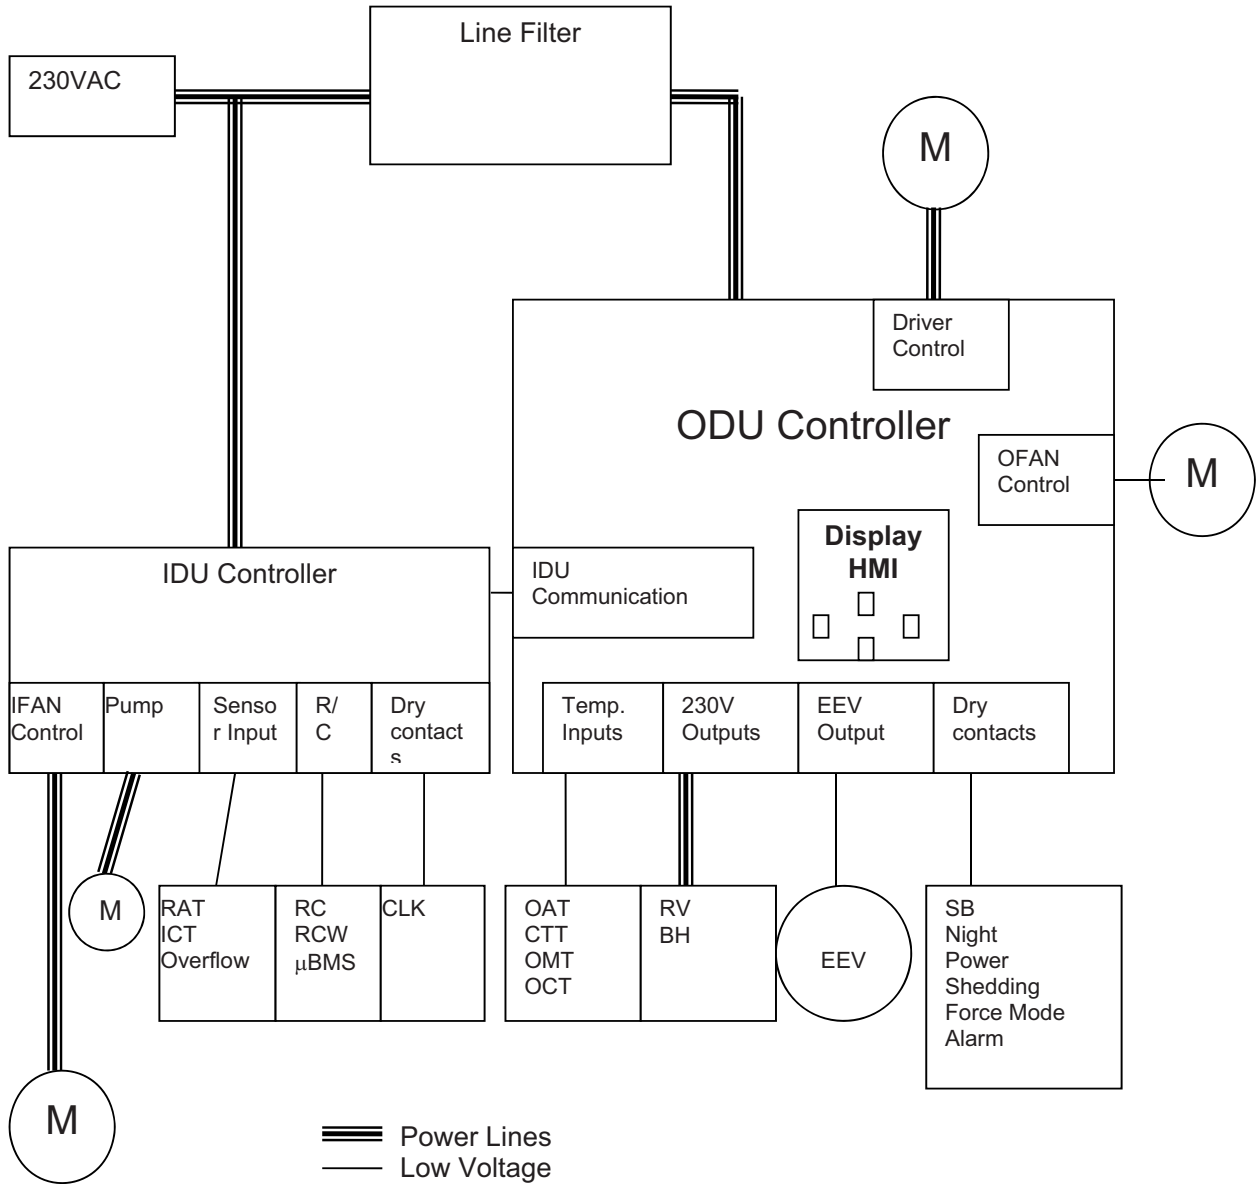 Line Filter
230VAC
M
Driver
Control
ODU Controller
OFAN
Control
M
Display
HMI
IDU Controller
IDU
Communication
IFAN
Control
Pump
Senso
r Input
R/
C
Dry
contact
s
Temp.
Inputs
230V
Outputs
EEV
Output
Dry
contacts
M
RAT
ICT
Overflow
RC
RCW
μBMS
CLK
OAT
CTT
OMT
OCT
RV
BH
EEV
SB
Night
Power
Shedding
Force Mode
Alarm
M
Power Lines
Low Voltage